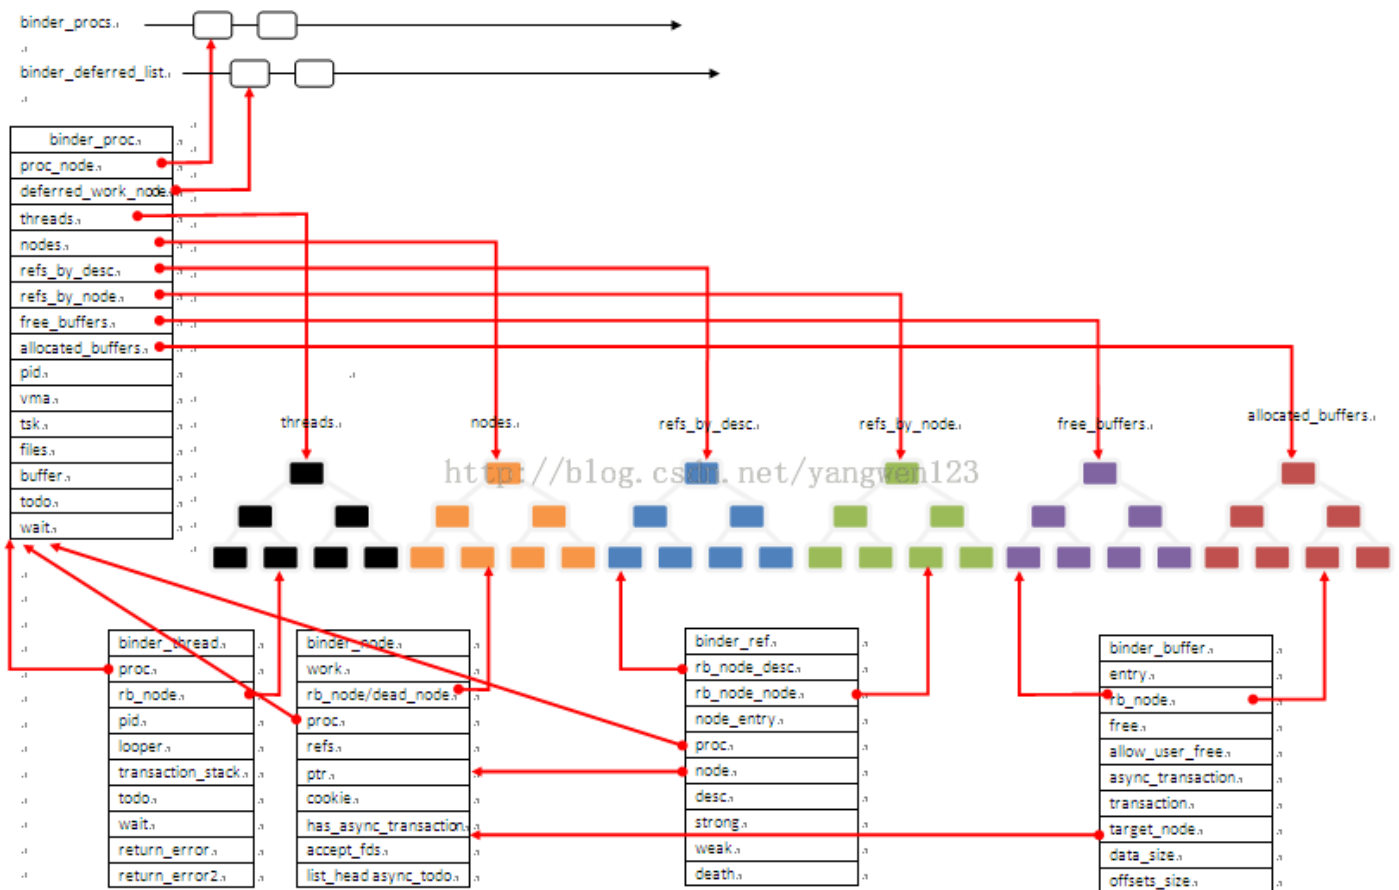 binder_procs
binder_deferred_list
binder_proc
proc_node
deferred_work_node
threads
nodes
refs_by_desc
refs_by_node
free_buffers
allocated_buffers
pid
vma
tsk
files
buffer
todo
wait
threads
nodes
refs_by_desc
refs_by_node
free_buffers
allocated_buffers
http://blog.csdn.net/yangwen123
binder_thread
proc
rb_node
pid
looper
transaction_stack
todo
wait
return_error
return_error2
binder_node
work
rb_node/dead_node
proc
refs
ptr
cookie
has_async_transaction
accept_fds
list_head async_todo
binder_ref
rb_node_desc
rb_node_node
node_entry
proc
node
desc
strong
weak
death
binder_buffer
entry
rb_node
free
allow_user_free
async_transaction
transaction
target_node
data_size
offsets_size